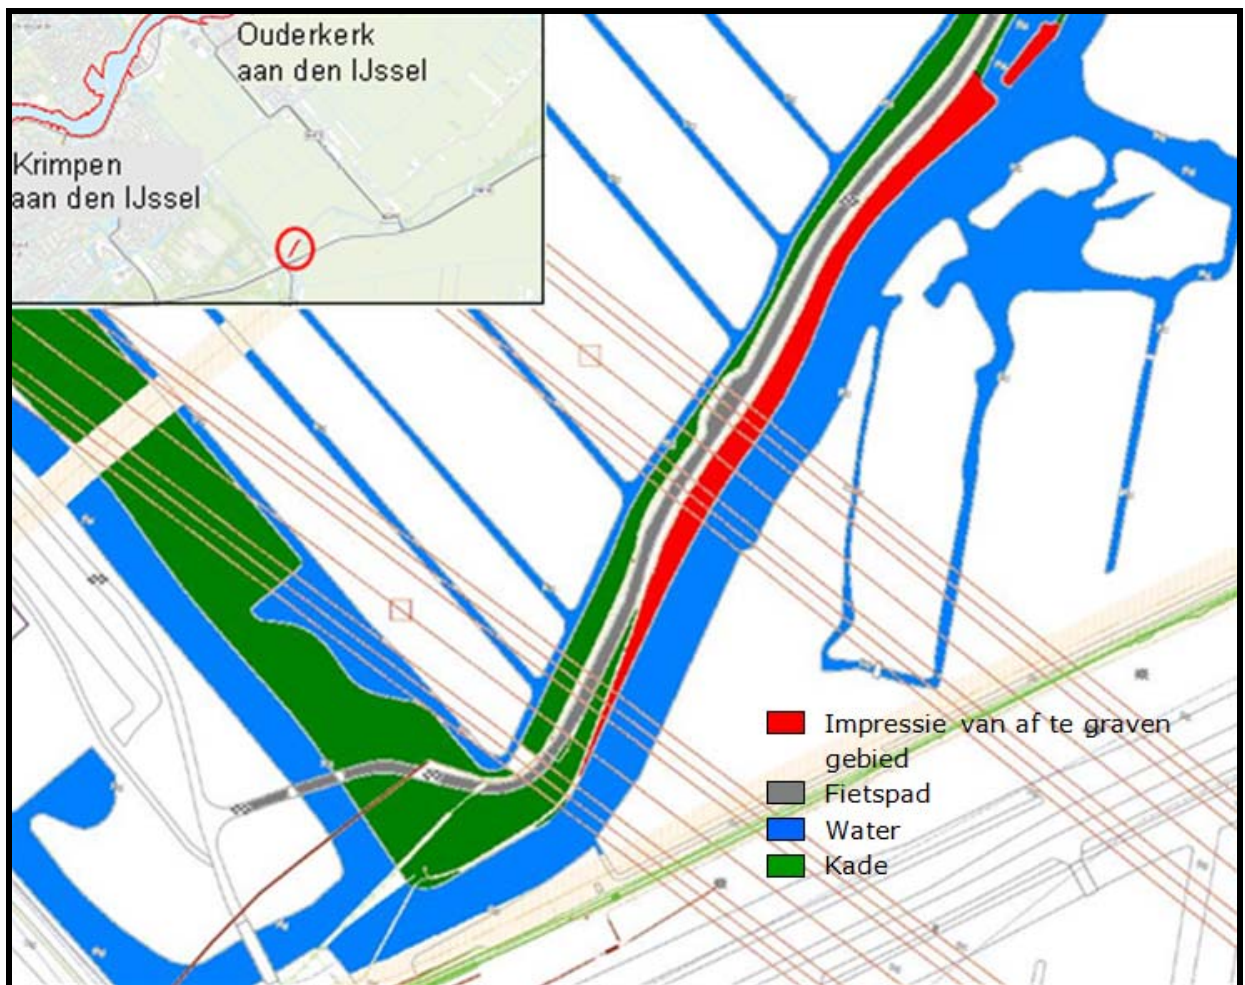 Ouderkerk
aan den IJssel
Krimpen
aan den IJssel
Impressie van af te graven
gebied
Fietspad
Water
Kade